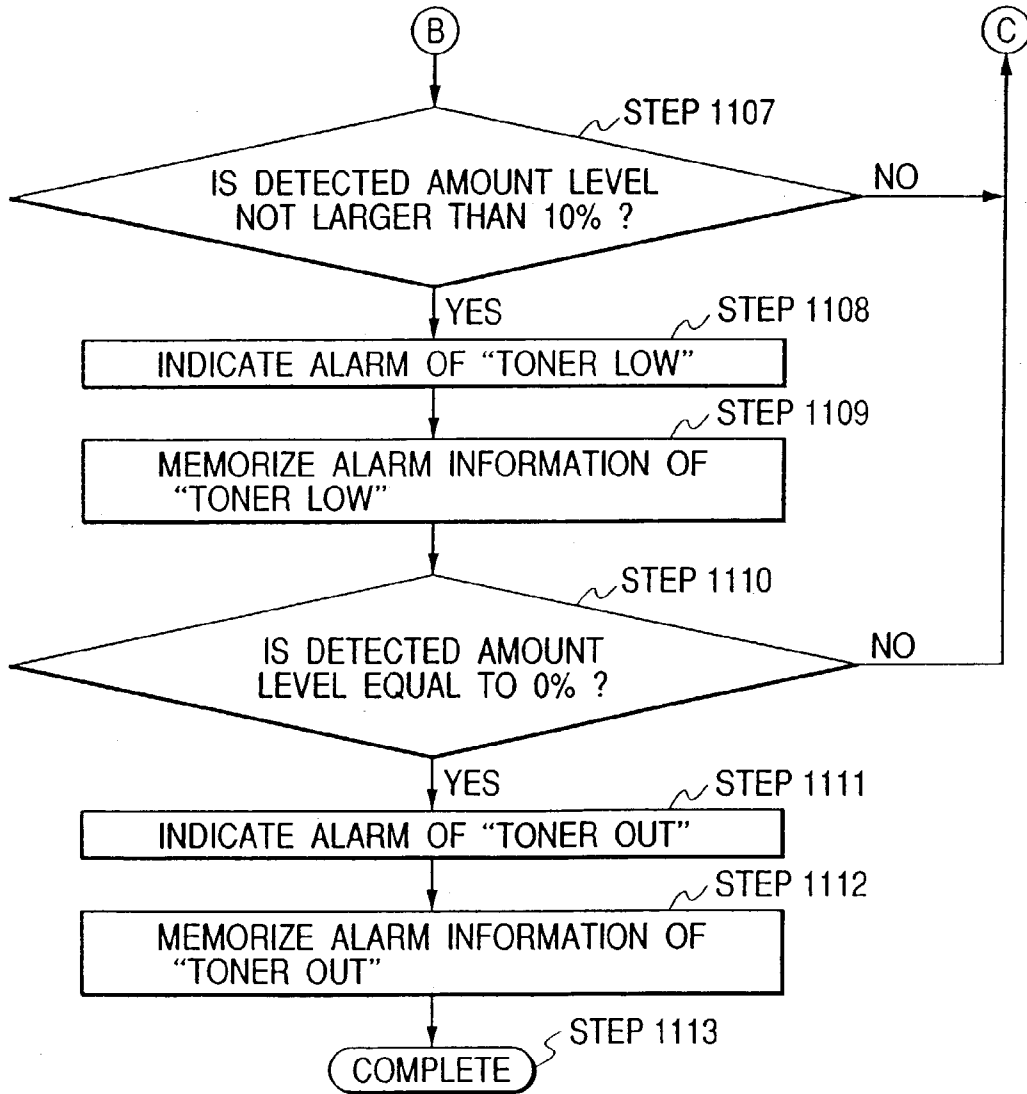 B
C
STEP 1107
IS DETECTED AMOUNT LEVEL
NOT LARGER THAN 10% ?
NO
YES
STEP 1108
INDICATE ALARM OF “TONER LOW”
STEP 1109
MEMORIZE ALARM INFORMATION OF
“TONER LOW”
STEP 1110
IS DETECTED AMOUNT
LEVEL EQUAL TO 0% ?
NO
YES
STEP 1111
INDICATE ALARM OF “TONER OUT”
STEP 1112
MEMORIZE ALARM INFORMATION OF
“TONER OUT”
STEP 1113
COMPLETE